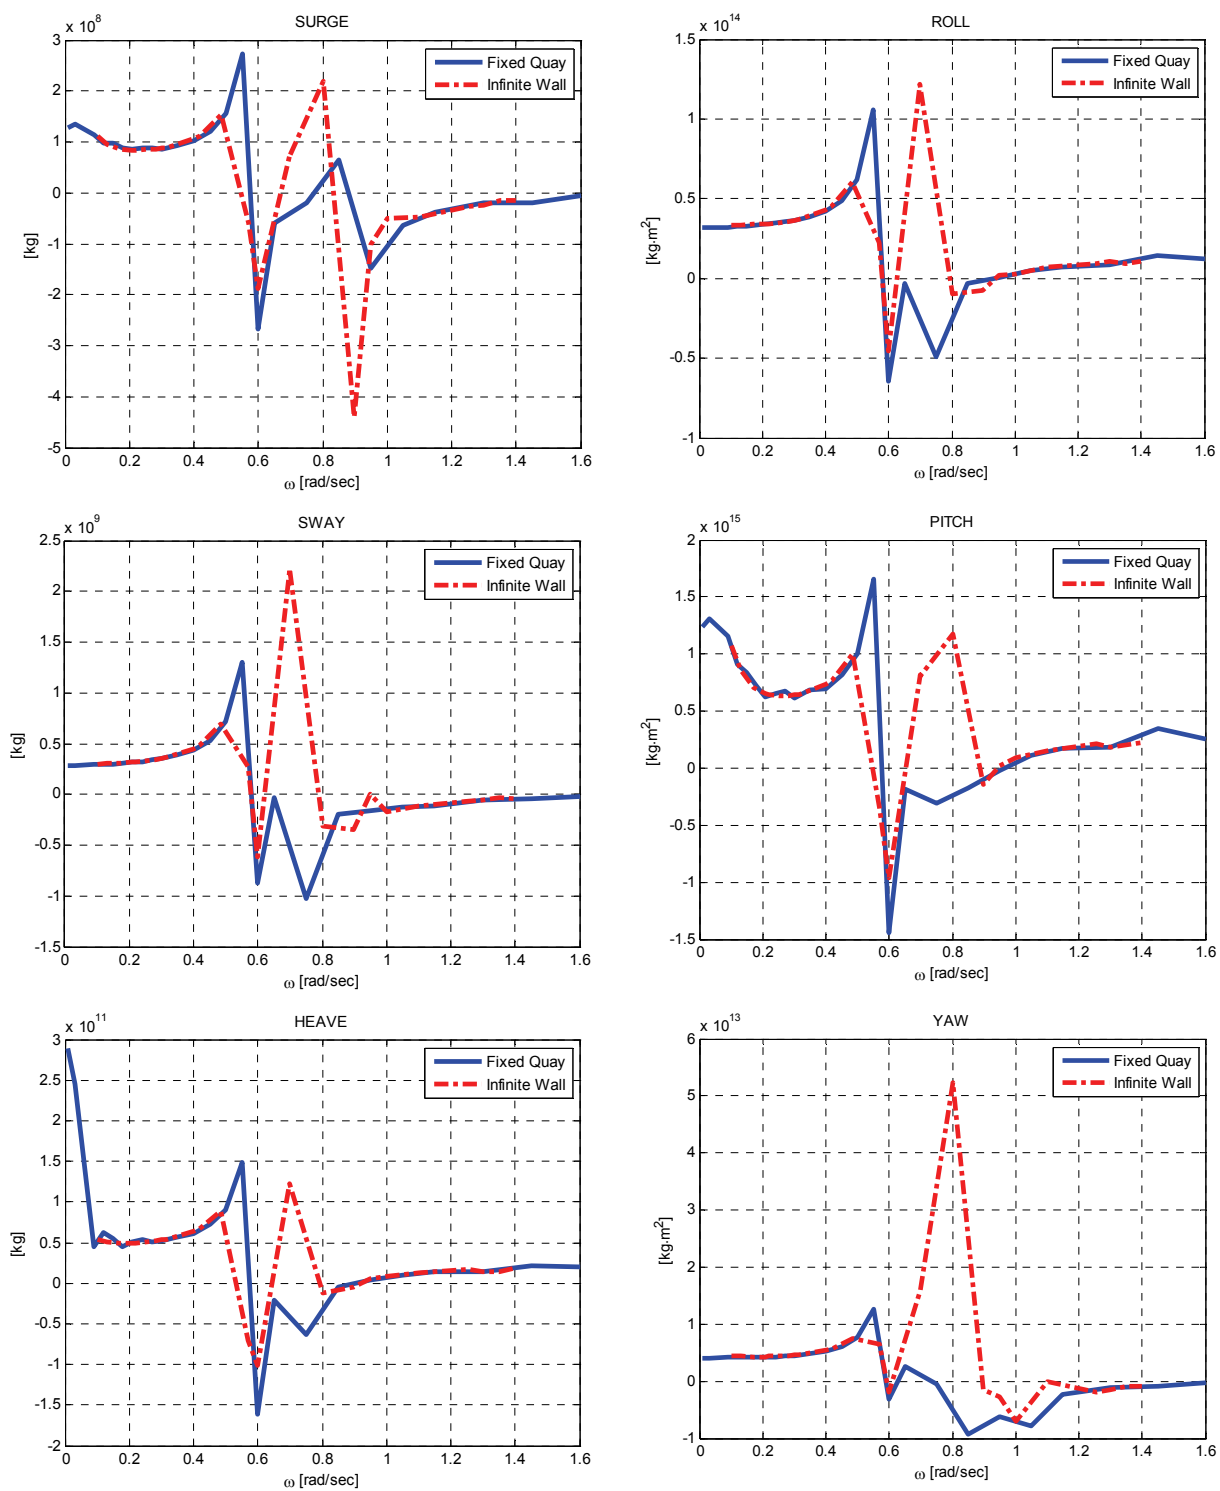 SURGE
x 10^8
3
2
1
0
-1
-2
-3
-4
-5
[kg]
Fixed Quay
Infinite Wall
0 0.2 0.4 0.6 0.8 1 1.2 1.4 1.6
ω [rad/sec]
ROLL
x 10^14
1.5
1
0.5
0
-0.5
-1
[kg·m²]
Fixed Quay
Infinite Wall
0 0.2 0.4 0.6 0.8 1 1.2 1.4 1.6
ω [rad/sec]
SWAY
x 10^9
2.5
2
1.5
1
0.5
0
-0.5
-1
-1.5
[kg]
Fixed Quay
Infinite Wall
0 0.2 0.4 0.6 0.8 1 1.2 1.4 1.6
ω [rad/sec]
PITCH
x 10^15
2
1.5
1
0.5
0
-0.5
-1
-1.5
[kg·m²]
Fixed Quay
Infinite Wall
0 0.2 0.4 0.6 0.8 1 1.2 1.4 1.6
ω [rad/sec]
HEAVE
x 10^11
3
2.5
2
1.5
1
0.5
0
-0.5
-1
-1.5
-2
[kg]
Fixed Quay
Infinite Wall
0 0.2 0.4 0.6 0.8 1 1.2 1.4 1.6
ω [rad/sec]
YAW
x 10^13
6
5
4
3
2
1
0
-1
[kg·m²]
Fixed Quay
Infinite Wall
0 0.2 0.4 0.6 0.8 1 1.2 1.4 1.6
ω [rad/sec]